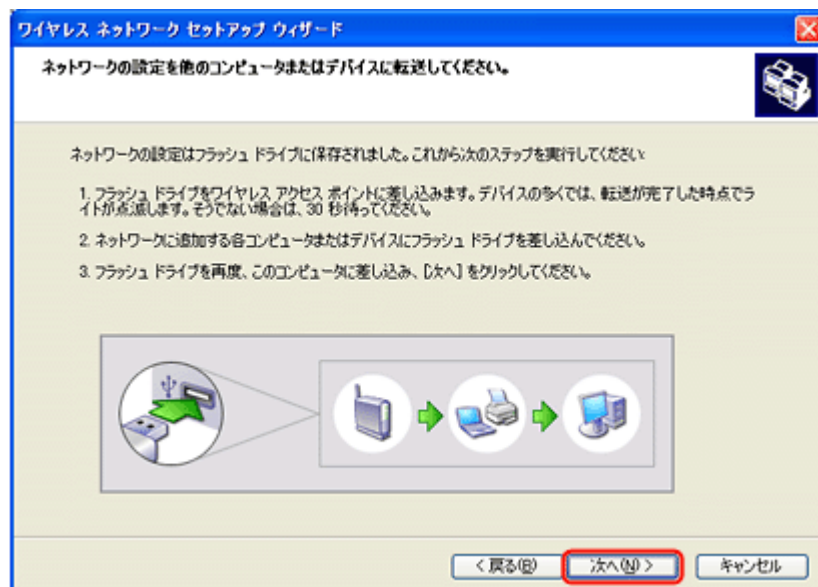 ワイヤレス ネットワーク セットアップ ウィザード
ネットワークの設定を他のコンピュータまたはデバイスに転送してください。
ネットワークの設定はフラッシュ ドライブに保存されました。これから次のステップを実行してください:
1. フラッシュ ドライブをワイヤレス アクセス ポイントに差し込みます。デバイスの多くでは、転送が完了した時点でラ
イトが点滅します。そうでない場合は、30 秒待ってください。
2. ネットワークに追加する各コンピュータまたはデバイスにフラッシュ ドライブを差し込んでください。
3. フラッシュ ドライブを再度、このコンピュータに差し込み、[次へ] をクリックしてください。
< 戻る(B) 次へ(N) > キャンセル